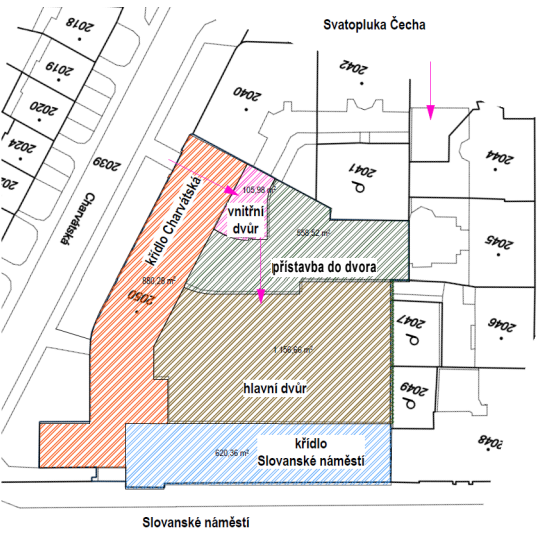 Svatopluka Čecha
2018
2019
2020
2024
2039
2040
2042
2041
2044
2045
2046
2047
2049
2048
Charvátská
křídlo Charvátská
880,28 m²
2050
105,98 m²
vnitřní
dvůr
558,52 m²
přístavba do dvora
1 156,66 m²
hlavní dvůr
620,36 m²
křídlo
Slovanské náměstí
Slovanské náměstí